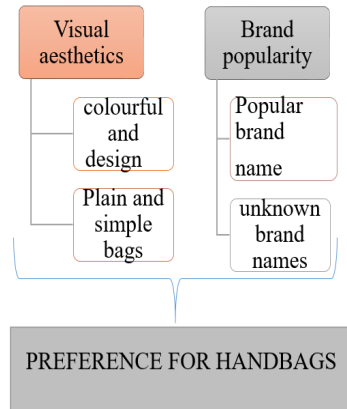 Visual
aesthetics
colourful
and
design
Plain and
simple
bags
Brand
popularity
Popular
brand
name
unknown
brand
names
PREFERENCE FOR HANDBAGS